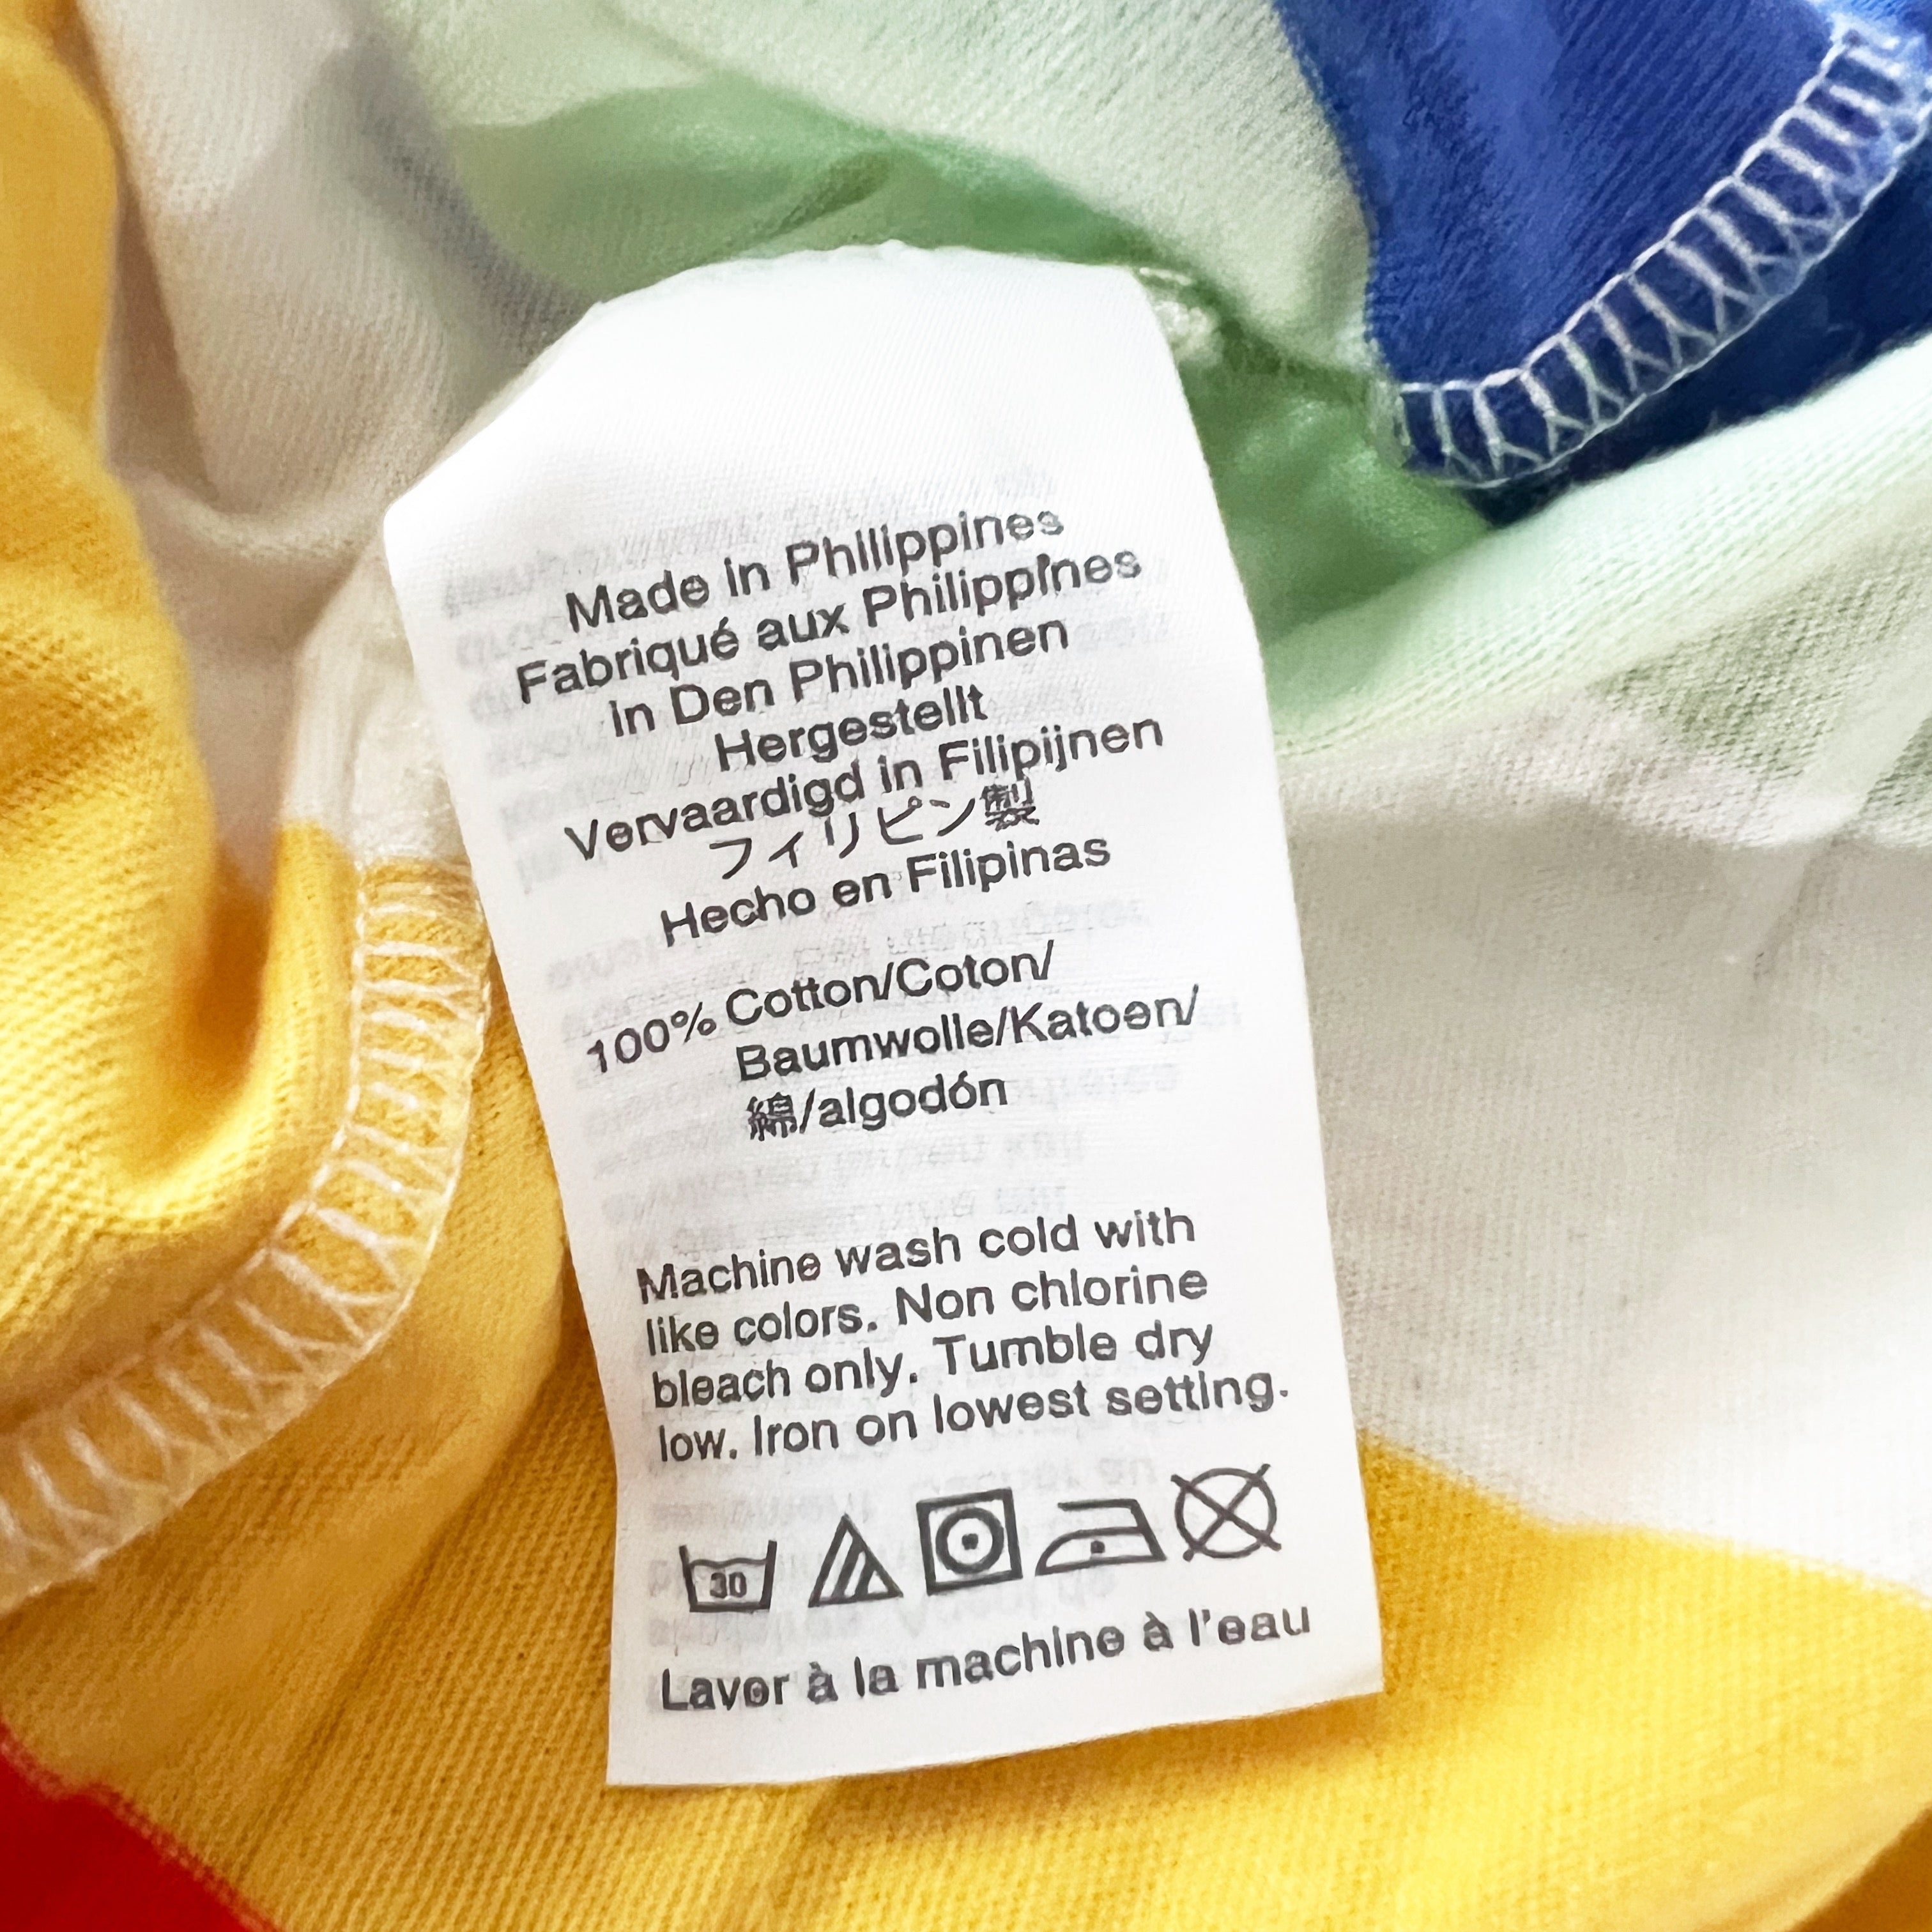 Made in Philippines
Fabriqué aux Philippines
in Den Philippinen
Hergestellt
Vervaardigd in Filipijnen
フィリピン製
Hecho en Filipinas
100% Cotton/Coton/
Baumwolle/Katoen/
綿/algodón
Machine wash cold with
like colors. Non chlorine
bleach only. Tumble dry
low. Iron on lowest setting.
30
Laver à la machine à l'eau